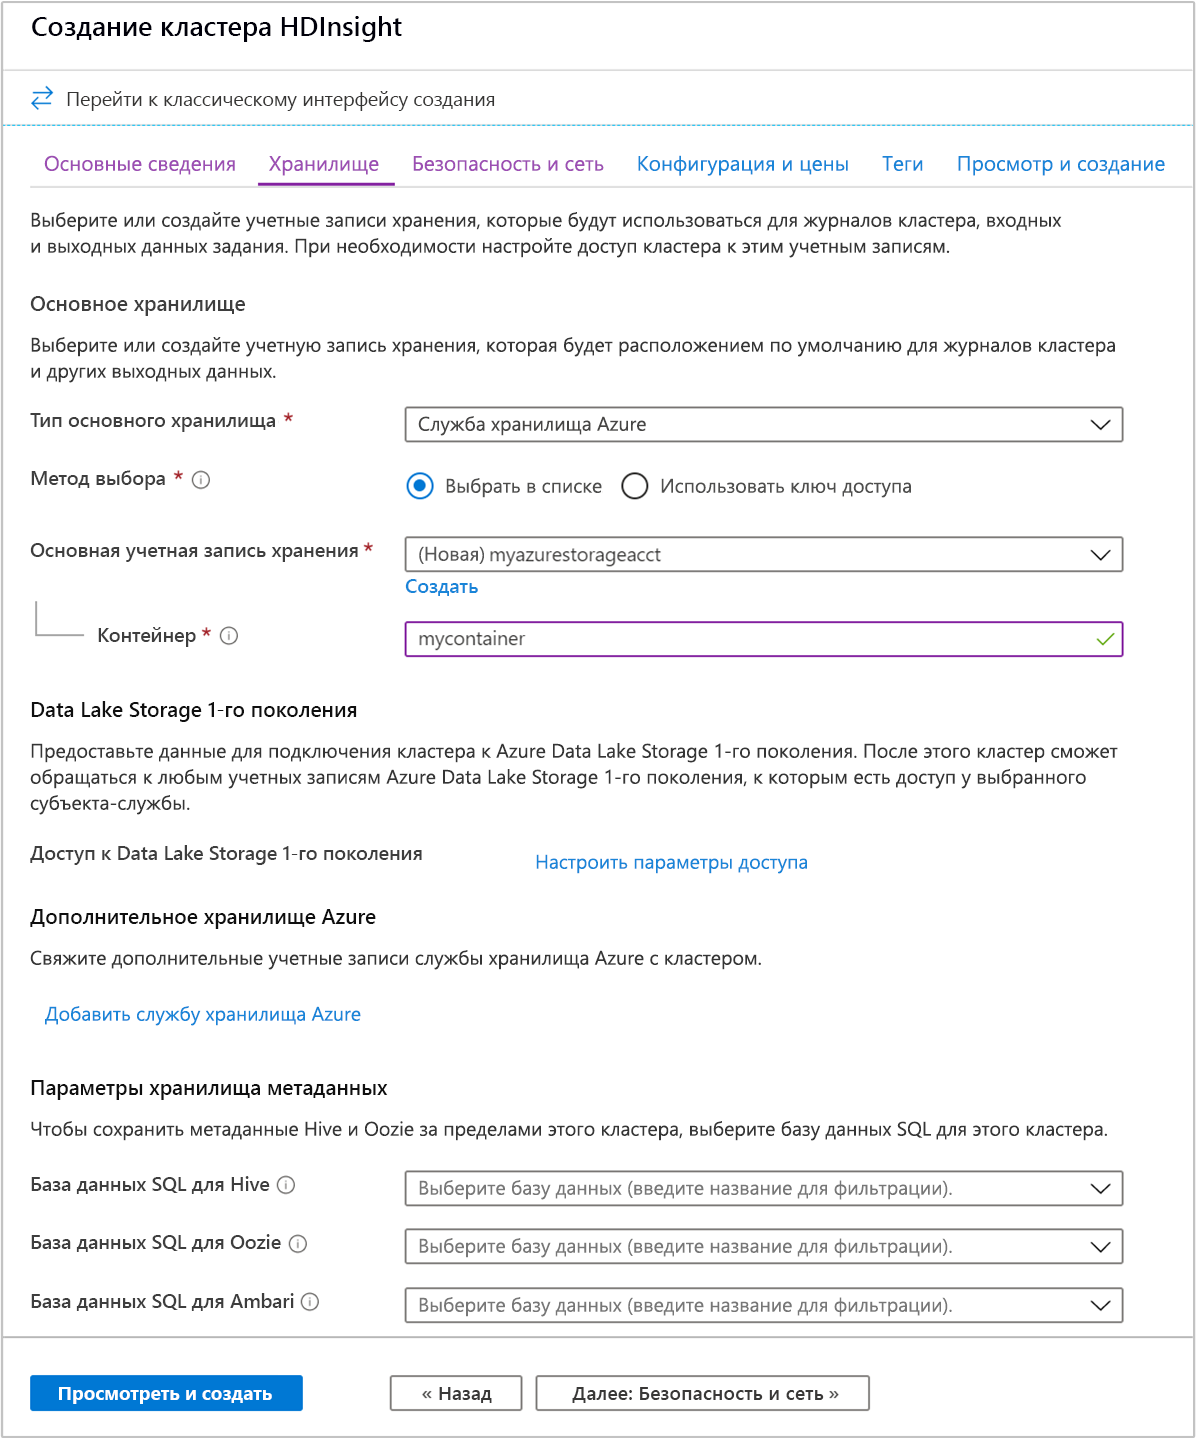 Создание кластера HDInsight
Перейти к классическому интерфейсу создания
Основные сведения Хранилище Безопасность и сеть Конфигурация и цены Теги Просмотр и создание
Выберите или создайте учетные записи хранения, которые будут использоваться для журналов кластера, входных
и выходных данных задания. При необходимости настройте доступ кластера к этим учетным записям.
Основное хранилище
Выберите или создайте учетную запись хранения, которая будет расположением по умолчанию для журналов кластера
и других выходных данных.
Тип основного хранилища * Служба хранилища Azure
Метод выбора * Выбрать в списке Использовать ключ доступа
Основная учетная запись хранения * (Новая) myazurestorageacct
Создать
Контейнер * mycontainer
Data Lake Storage 1-го поколения
Предоставьте данные для подключения кластера к Azure Data Lake Storage 1-го поколения. После этого кластер сможет
обращаться к любым учетных записям Azure Data Lake Storage 1-го поколения, к которым есть доступ у выбранного
субъекта-службы.
Доступ к Data Lake Storage 1-го поколения Настроить параметры доступа
Дополнительное хранилище Azure
Свяжите дополнительные учетные записи службы хранилища Azure с кластером.
Добавить службу хранилища Azure
Параметры хранилища метаданных
Чтобы сохранить метаданные Hive и Oozie за пределами этого кластера, выберите базу данных SQL для этого кластера.
База данных SQL для Hive Выберите базу данных (введите название для фильтрации).
База данных SQL для Oozie Выберите базу данных (введите название для фильтрации).
База данных SQL для Ambari Выберите базу данных (введите название для фильтрации).
Просмотреть и создать « Назад Далее: Безопасность и сеть »